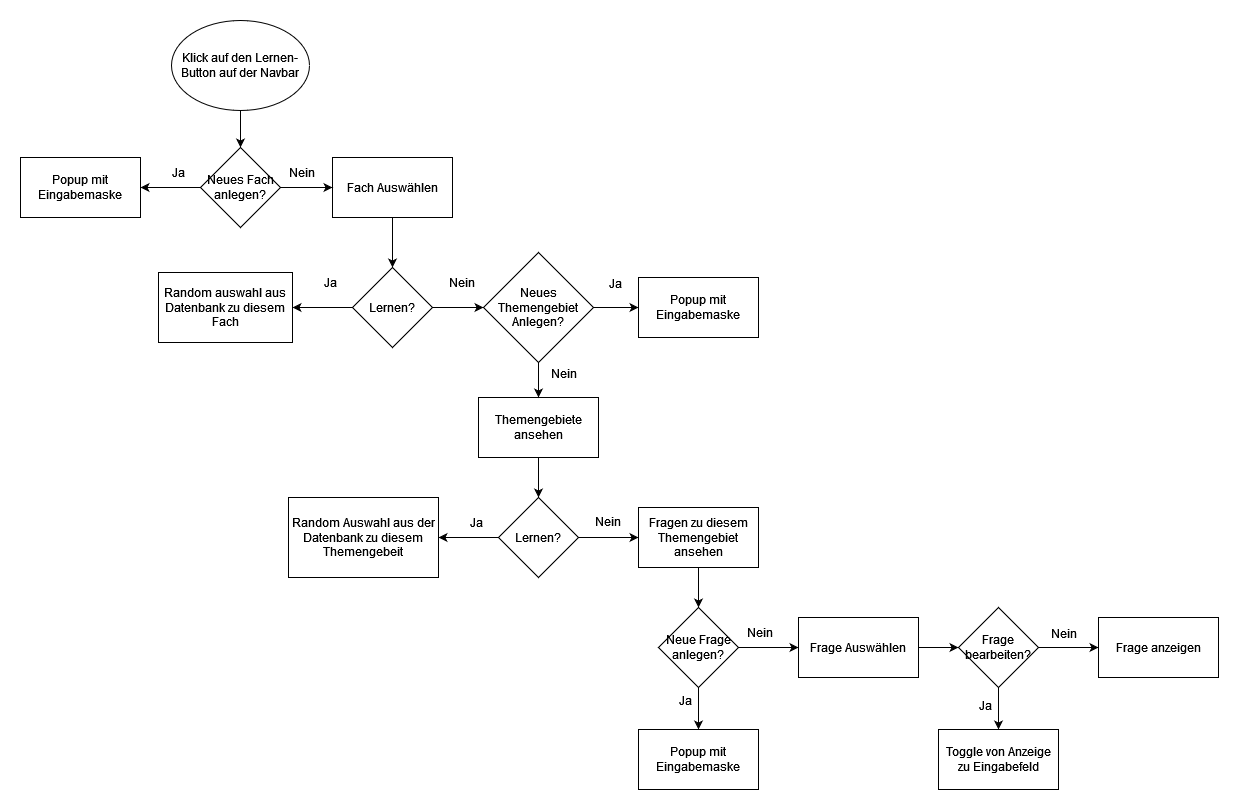 Klick auf den Lernen-
Button auf der Navbar
Popup mit
Eingabemaske
Ja
Neues Fach
anlegen?
Nein
Fach Auswählen
Random auswahl aus
Datenbank zu diesem
Fach
Ja
Lernen?
Nein
Neues
Themengebiet
Anlegen?
Ja
Popup mit
Eingabemaske
Nein
Themengebiete
ansehen
Random Auswahl aus der
Datenbank zu diesem
Themengebeit
Ja
Lernen?
Nein
Fragen zu diesem
Themengebiet
ansehen
Neue Frage
anlegen?
Nein
Frage Auswählen
Frage
bearbeiten?
Nein
Frage anzeigen
Ja
Popup mit
Eingabemaske
Ja
Toggle von Anzeige
zu Eingabefeld